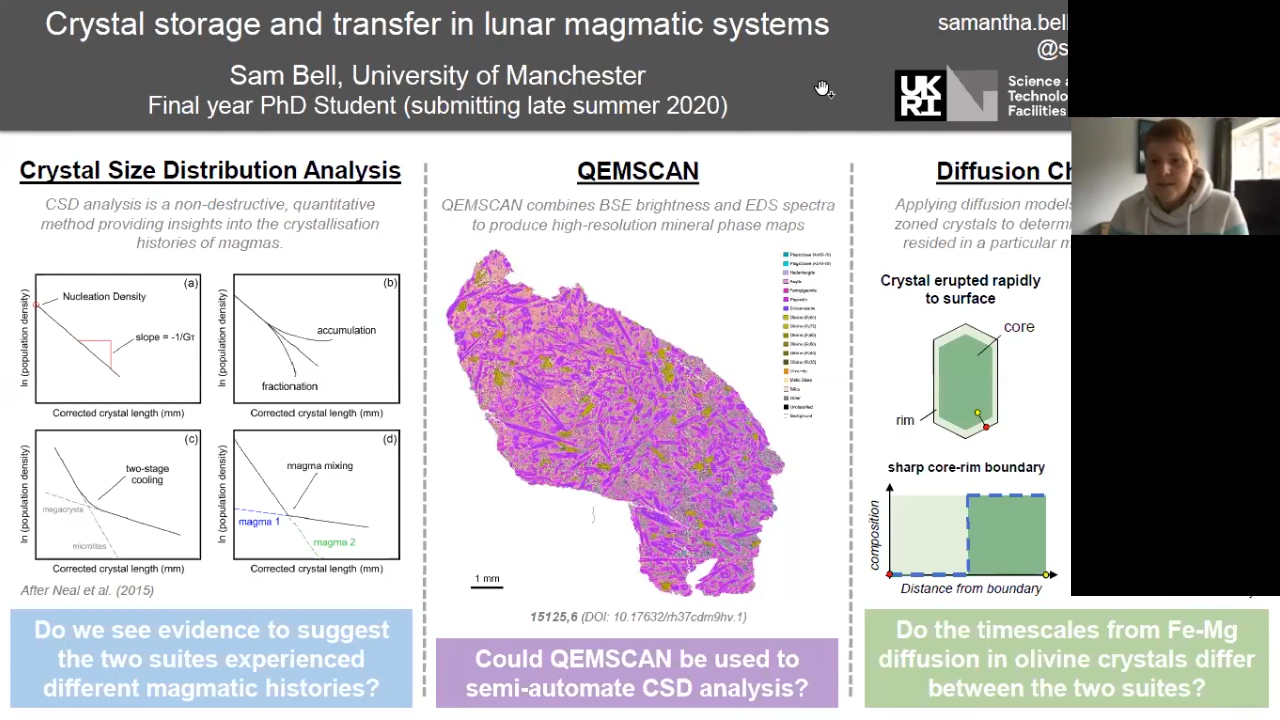 Crystal storage and transfer in lunar magmatic systems
Sam Bell, University of Manchester
Final year PhD Student (submitting late summer 2020)
samantha.bell
@s
UK
RI
Science a
Technolo
Facilities
Crystal Size Distribution Analysis
CSD analysis is a non-destructive, quantitative
method providing insights into the crystallisation
histories of magmas.
(a)
Nucleation Density
slope = -1/Gτ
ln (population density)
Corrected crystal length (mm)
(b)
accumulation
fractionation
ln (population density)
Corrected crystal length (mm)
(c)
two-stage
cooling
megacrysts
microlites
ln (population density)
Corrected crystal length (mm)
(d)
magma mixing
magma 1
magma 2
ln (population density)
Corrected crystal length (mm)
After Neal et al. (2015)
Do we see evidence to suggest
the two suites experienced
different magmatic histories?
QEMSCAN
QEMSCAN combines BSE brightness and EDS spectra
to produce high-resolution mineral phase maps
1 mm
15125,6 (DOI: 10.17632/rh37cdm9hv.1)
Could QEMSCAN be used to
semi-automate CSD analysis?
Diffusion Ch
Applying diffusion models
zoned crystals to determ
resided in a particular m
Crystal erupted rapidly
to surface
core
rim
sharp core-rim boundary
composition
Distance from boundary
Do the timescales from Fe-Mg
diffusion in olivine crystals differ
between the two suites?